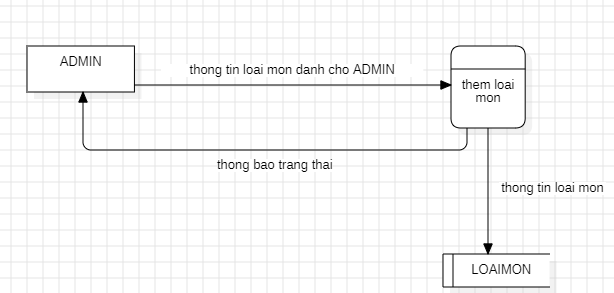 ADMIN
thong tin loai mon danh cho ADMIN
them loai
mon
thong bao trang thai
thong tin loai mon
LOAIMON